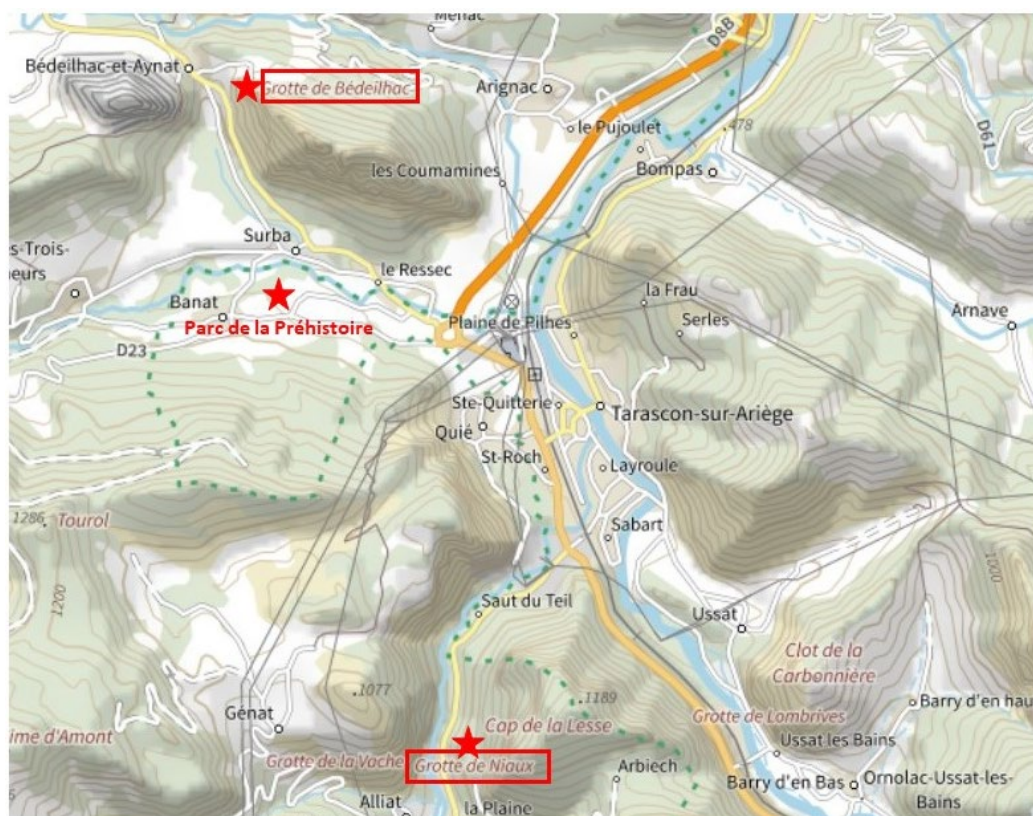 Menac
D8B
Bédeilhac-et-Aynat
Grotte de Bédeilhac-
Arignac
le Pujoulet
478
D61
les Coumamines
Bompas
Surba
s-Trois-
eurs
le Ressec
la Frau
Banat
Parc de la Préhistoire
Plaine de Pilhes
Serles
Arnave
D23
Ste-Quitterie
Tarascon-sur-Ariège
Quié
St-Roch
Layroule
1286
Tourol
Sabart
1000
1200
Saut du Teil
Ussat
Clot de la
Carbonnière
1077
1189
Barry d'en hau
Génat
Cap de la Lesse
Grotte de Lombrives
ime d'Amont
Grotte de la Vache
Grotte de Niaux
Ussat les Bains
Arbiech
Barry d'en Bas
Ornolac-Ussat-les-
Bains
Alliat
la Plaine